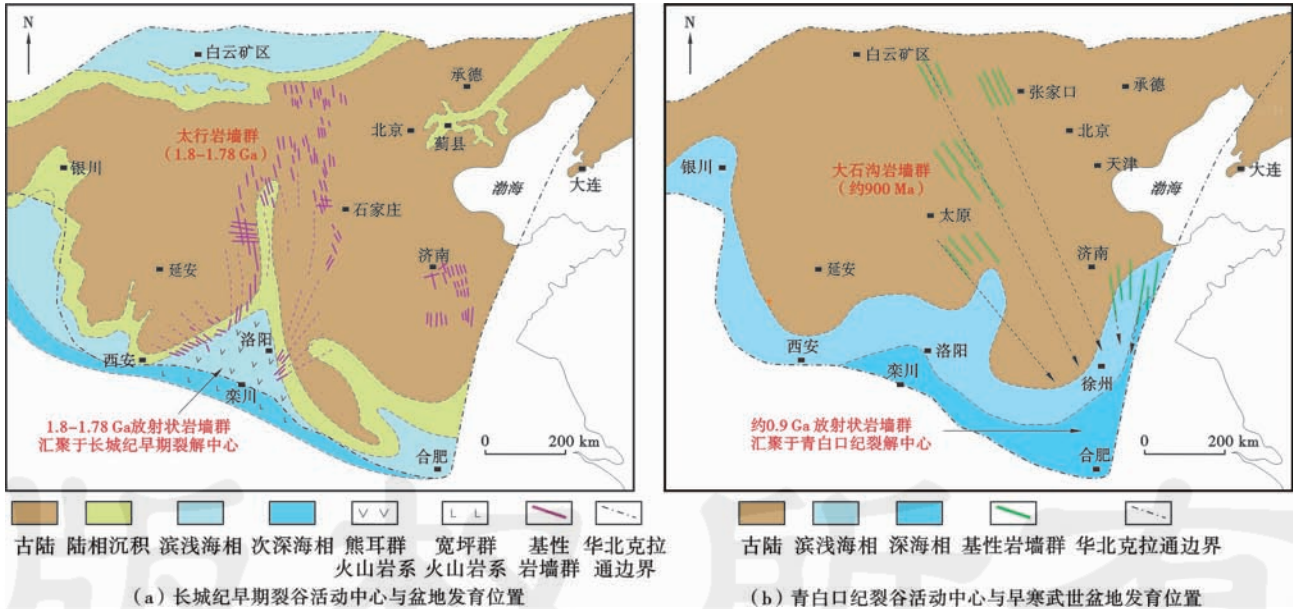 N
白云矿区
承德
北京
蓟县
太行岩墙群
(1.8–1.78 Ga)
银川
渤海
大连
石家庄
济南
延安
西安
洛阳
栾川
1.8–1.78 Ga放射状岩墙群
汇聚于长城纪早期裂解中心
合肥
0 200 km
古陆 陆相沉积 滨浅海相 次深海相 熊耳群火山岩系 宽坪群火山岩系 基性岩墙群 华北克拉通边界
(a)长城纪早期裂谷活动中心与盆地发育位置
N
白云矿区
张家口
承德
北京
天津
银川
大石沟岩墙群
(约900 Ma)
渤海
大连
太原
济南
延安
西安
洛阳
栾川
徐州
约0.9 Ga 放射状岩墙群
汇聚于青白口纪裂解中心
合肥
0 200 km
古陆 滨浅海相 深海相 基性岩墙群 华北克拉通边界
(b)青白口纪裂谷活动中心与早寒武世盆地发育位置